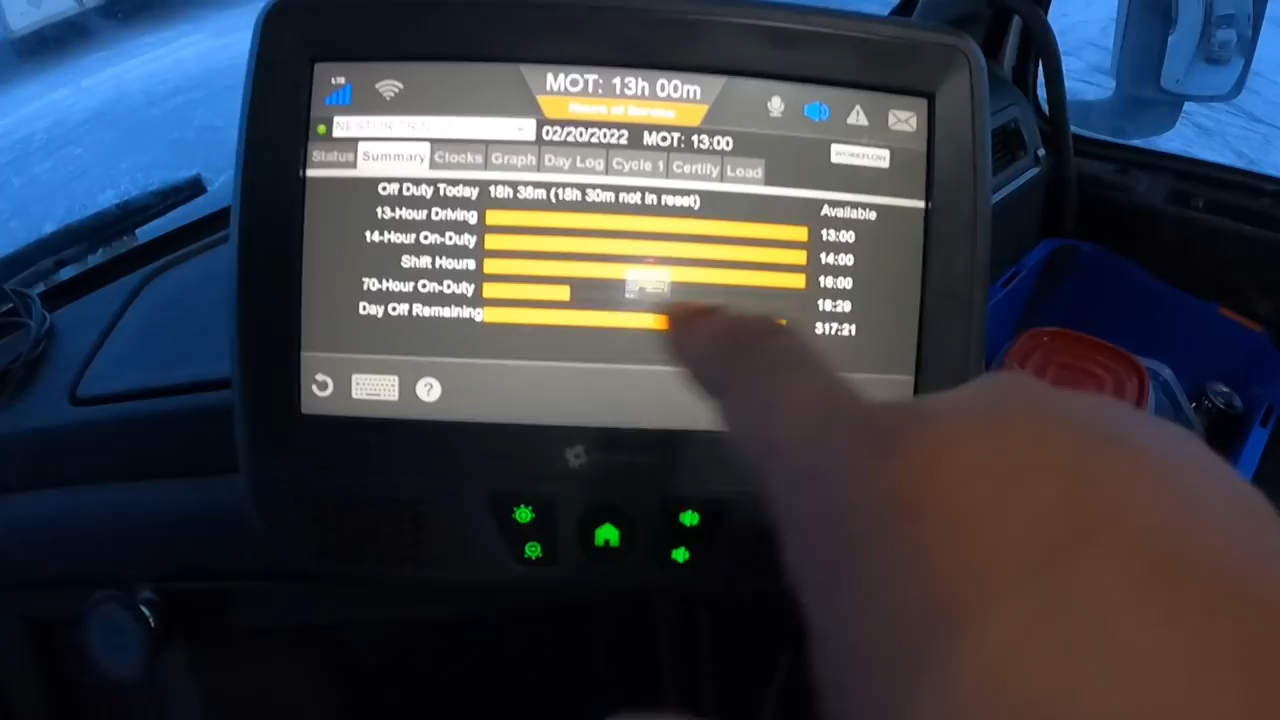 LTE
MOT: 13h 00m
Hours of Service
02/20/2022 MOT: 13:00
WORKFLOW
Status Summary Clocks Graph Day Log Cycle 1 Certify Load
Off Duty Today 18h 38m (18h 30m not in reset)
Available
13-Hour Driving 13:00
14-Hour On-Duty 14:00
Shift Hours 16:00
70-Hour On-Duty 18:29
Day Off Remaining 317:21
?